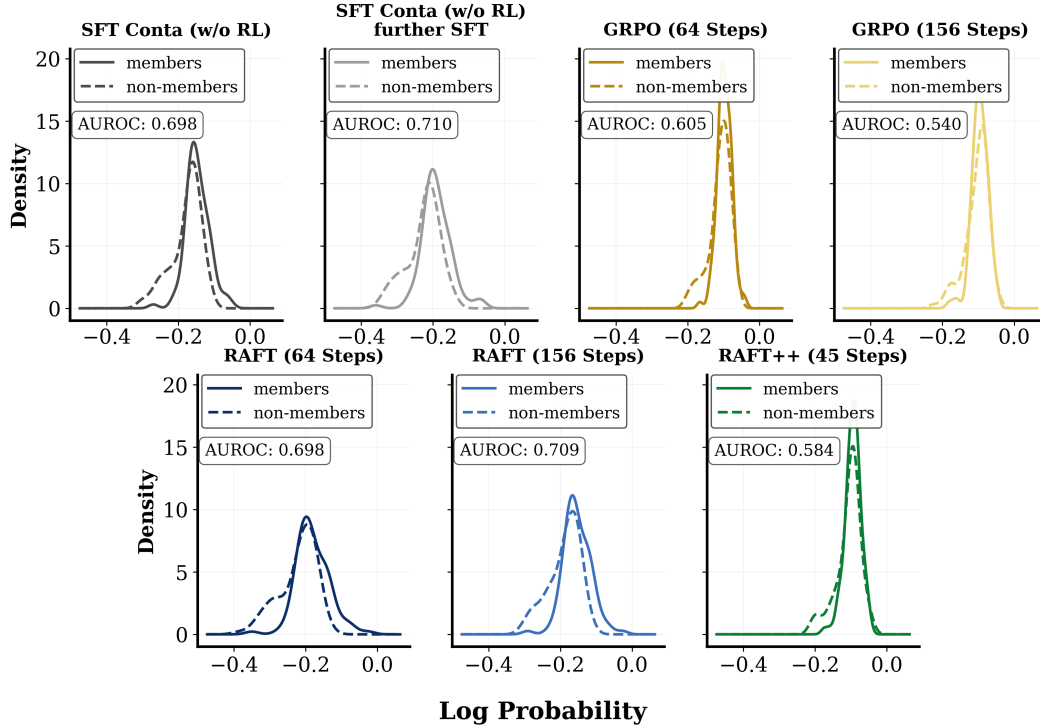 SFT Conta (w/o RL)
SFT Conta (w/o RL)
further SFT
GRPO (64 Steps)
GRPO (156 Steps)
members
non-members
AUROC: 0.698
members
non-members
AUROC: 0.710
members
non-members
AUROC: 0.605
members
non-members
AUROC: 0.540
20
15
10
5
0
Density
−0.4 −0.2 0.0
−0.4 −0.2 0.0
−0.4 −0.2 0.0
−0.4 −0.2 0.0
RAFT (64 Steps)
RAFT (156 Steps)
RAFT++ (45 Steps)
members
non-members
AUROC: 0.698
members
non-members
AUROC: 0.709
members
non-members
AUROC: 0.584
20
15
10
5
0
Density
−0.4 −0.2 0.0
−0.4 −0.2 0.0
−0.4 −0.2 0.0
Log Probability